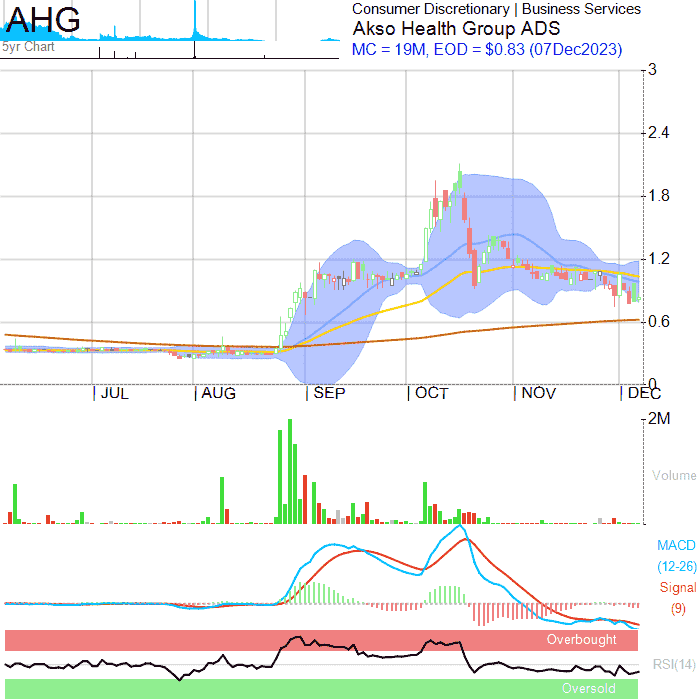 AHG
5yr Chart
Consumer Discretionary | Business Services
Akso Health Group ADS
MC = 19M, EOD = $0.83 (07Dec2023)
3
2.4
1.8
1.2
0.6
0
JUL AUG SEP OCT NOV DEC
2M
Volume
MACD
(12-26)
Signal
(9)
Overbought
RSI(14)
Oversold